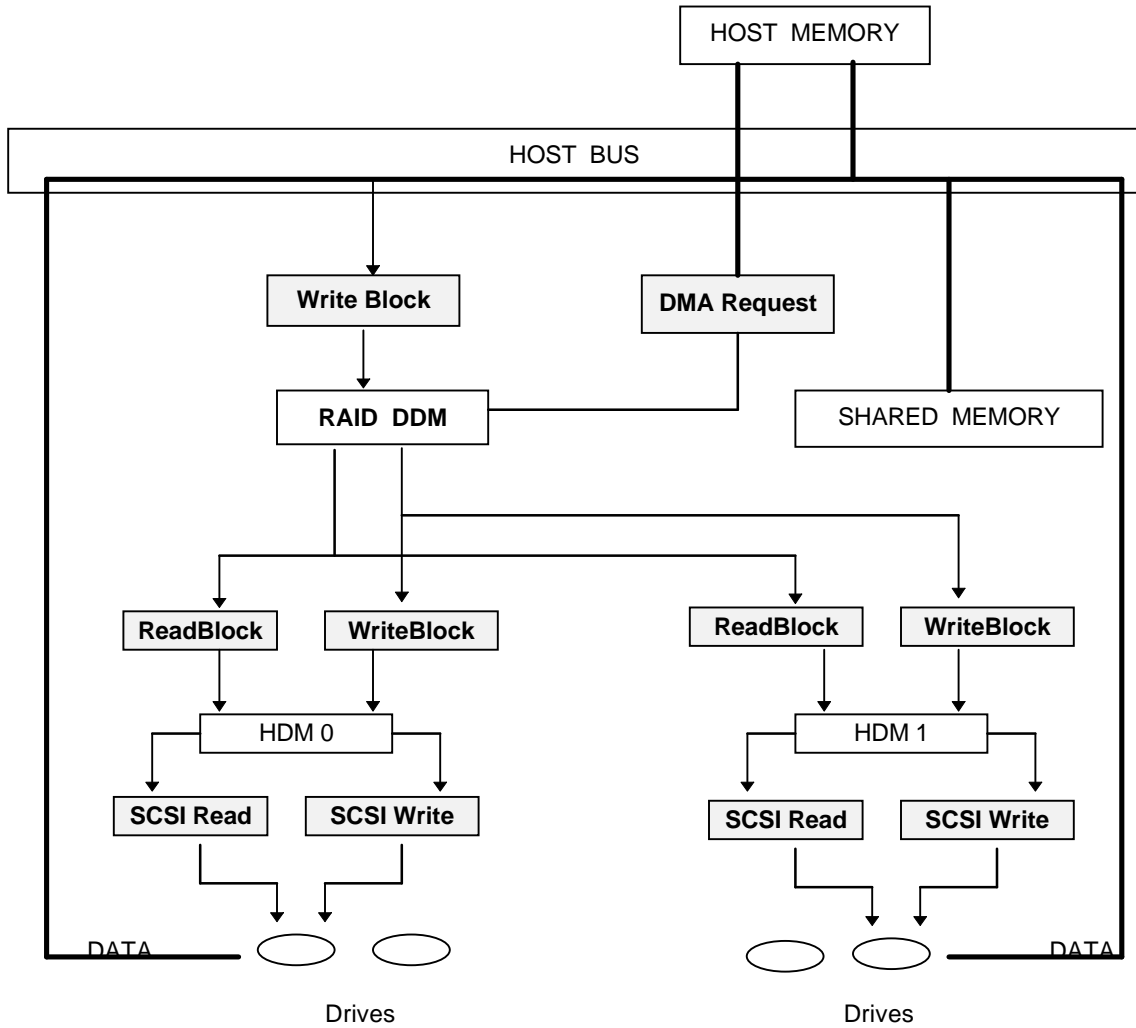 HOST MEMORY
HOST BUS
Write Block
DMA Request
RAID DDM
SHARED MEMORY
ReadBlock
WriteBlock
ReadBlock
WriteBlock
HDM 0
HDM 1
SCSI Read
SCSI Write
SCSI Read
SCSI Write
DATA
DATA
Drives
Drives